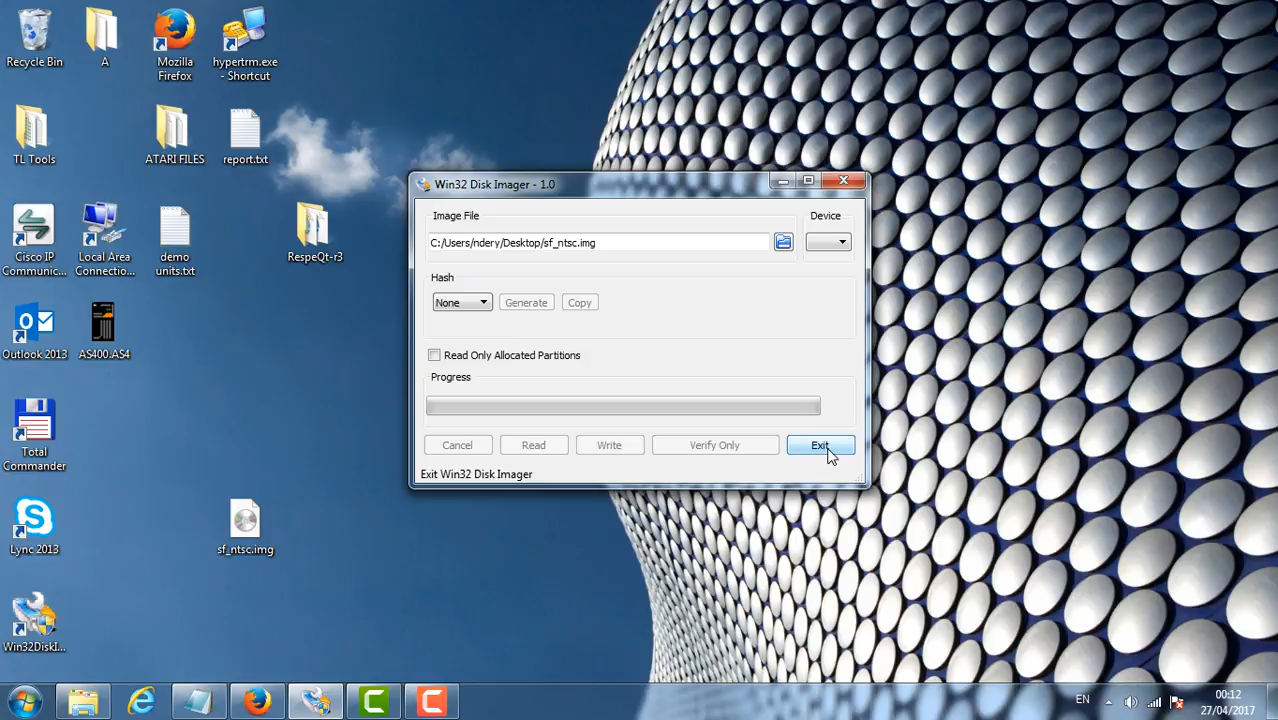 Recycle Bin
A
Mozilla
Firefox
hypertrm.exe
- Shortcut
TL Tools
ATARI FILES
report.txt
Cisco IP
Communic...
Local Area
Connectio...
demo
units.txt
RespeQt-r3
Outlook 2013
AS400.AS4
Total
Commander
Lync 2013
sf_ntsc.img
Win32DiskI...
Win32 Disk Imager - 1.0
Image File
Device
C:/Users/ndery/Desktop/sf_ntsc.img
Hash
None
Generate
Copy
Read Only Allocated Partitions
Progress
Cancel
Read
Write
Verify Only
Exit
Exit Win32 Disk Imager
EN
00:12
27/04/2017